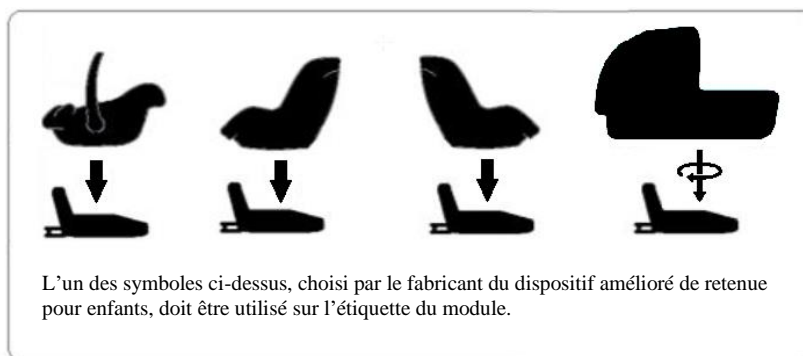 L’un des symboles ci-dessus, choisi par le fabricant du dispositif amélioré de retenue
pour enfants, doit être utilisé sur l’étiquette du module.